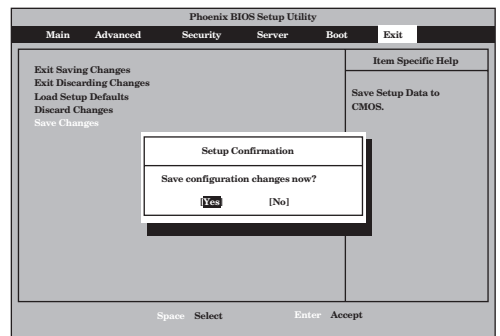 Phoenix BIOS Setup Utility
Main Advanced Security Server Boot Exit
Exit Saving Changes
Exit Discarding Changes
Load Setup Defaults
Discard Changes
Save Changes
Item Specific Help
Save Setup Data to
CMOS.
Setup Confirmation
Save configuration changes now?
[Yes] [No]
Space Select Enter Accept